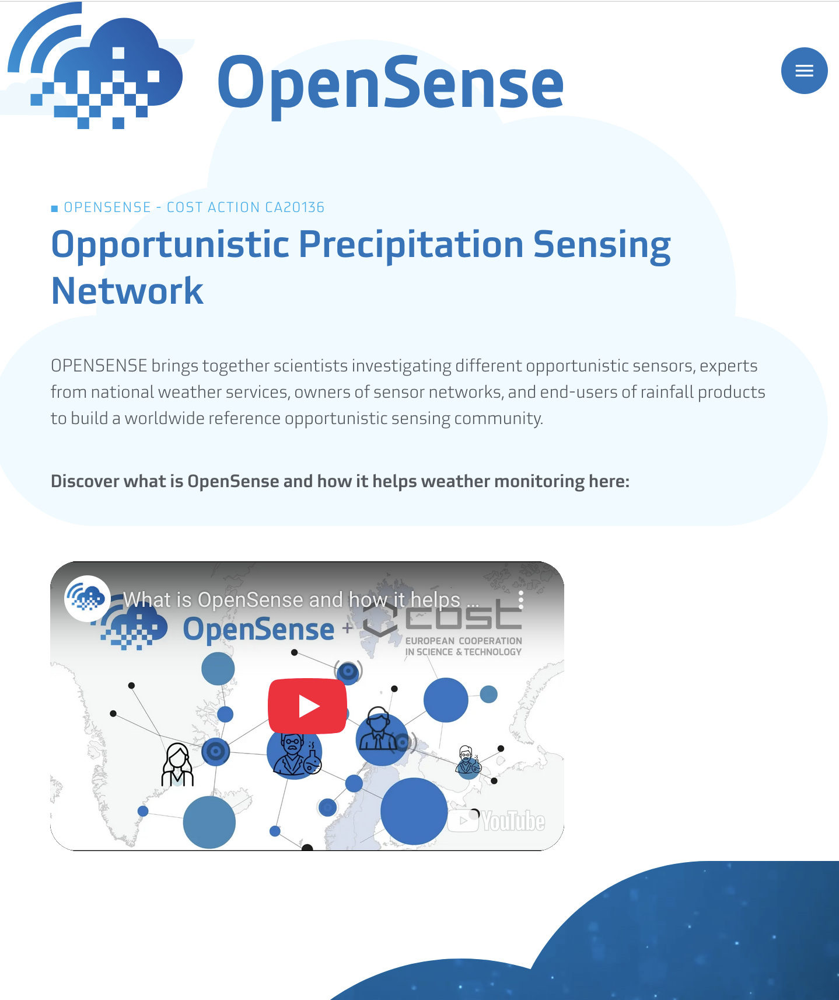 OpenSense
OPENSENSE - COST ACTION CA20136
Opportunistic Precipitation Sensing
Network
OPENSENSE brings together scientists investigating different opportunistic sensors, experts
from national weather services, owners of sensor networks, and end-users of rainfall products
to build a worldwide reference opportunistic sensing community.
Discover what is OpenSense and how it helps weather monitoring here:
What is OpenSense and how it helps ...
OpenSense + cost
EUROPEAN COOPERATION
IN SCIENCE & TECHNOLOGY
YouTube